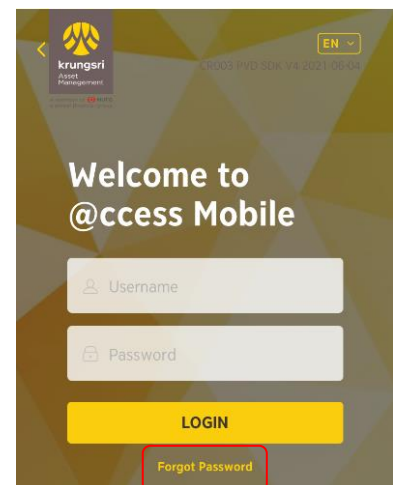 EN
krungsri
Asset
Management
CR003 PVD SDK V4 2021-06-04
Welcome to
@ccess Mobile
Username
Password
LOGIN
Forgot Password